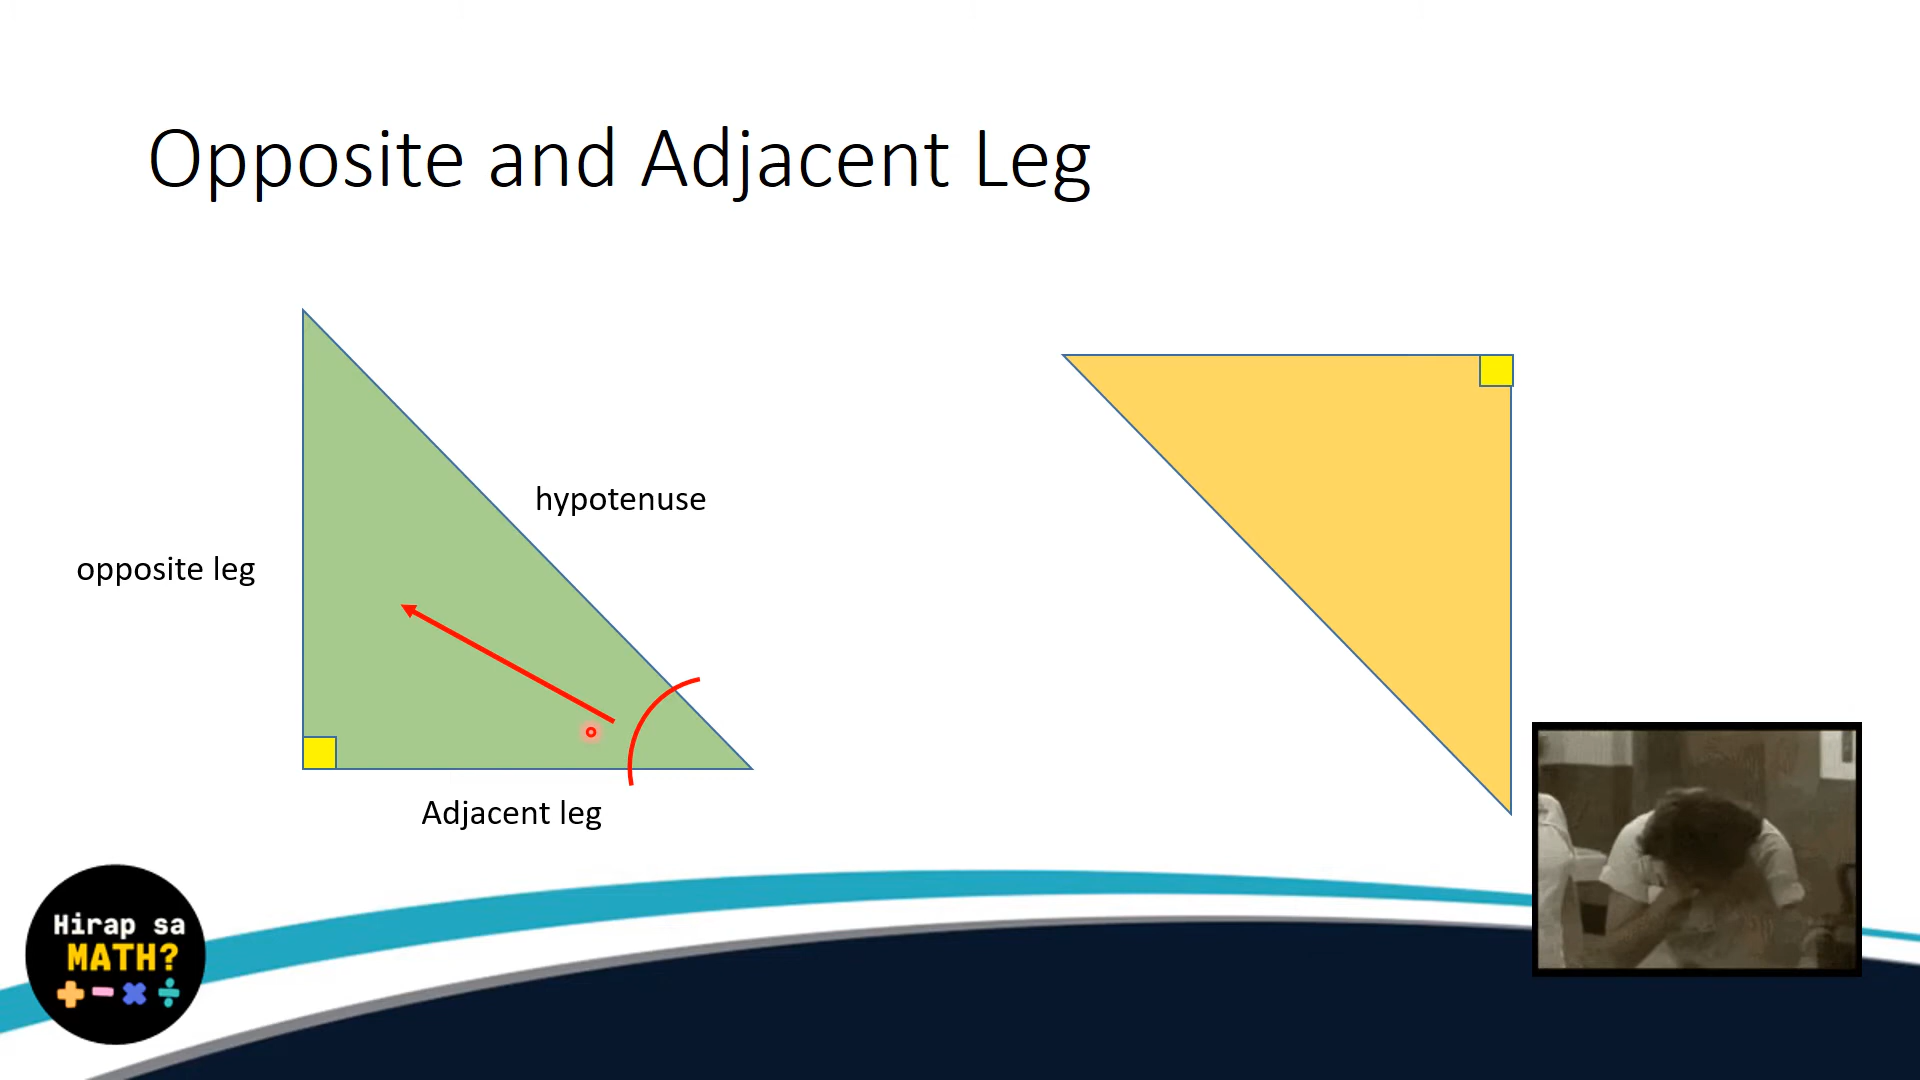 Opposite and Adjacent Leg
hypotenuse
opposite leg
Adjacent leg
Hirap sa
MATH?